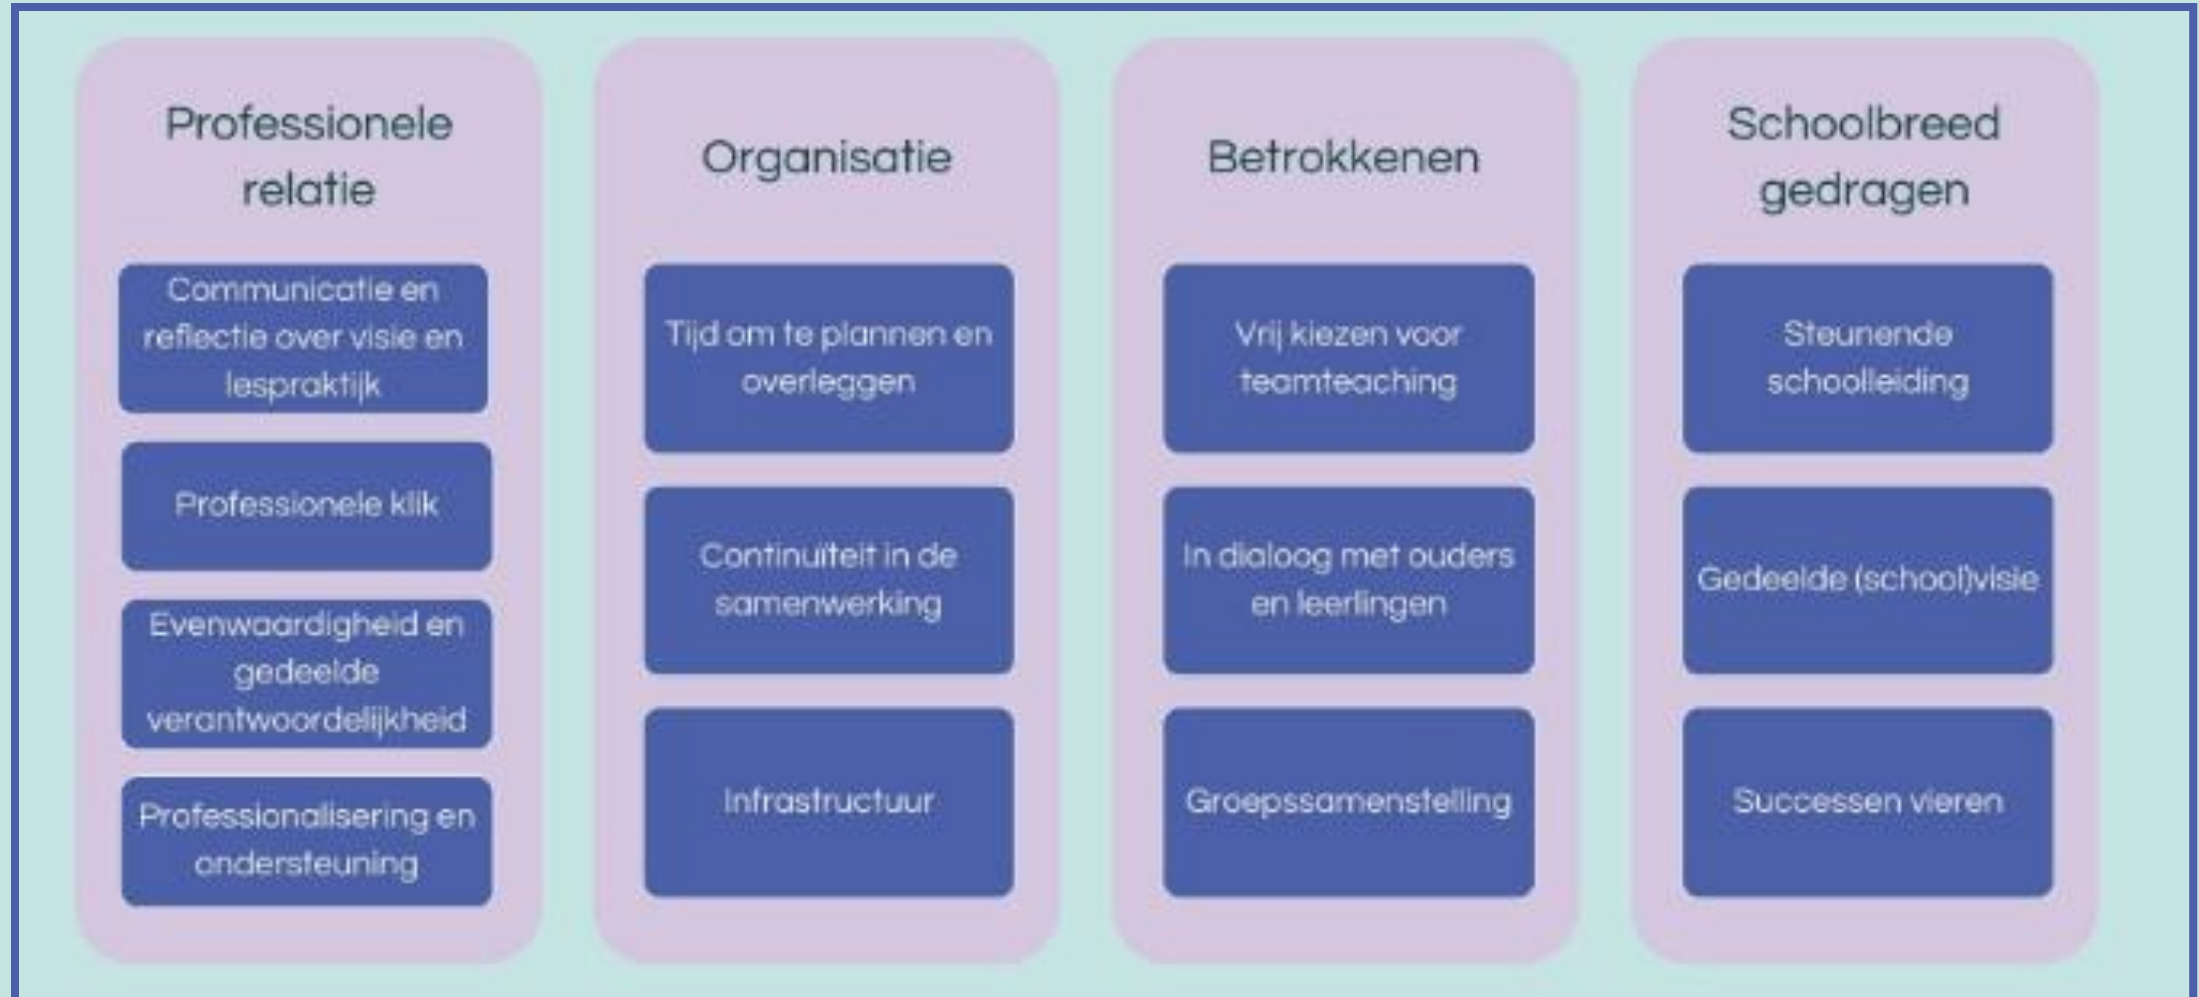 Professionele
relatie
Communicatie en
reflectie over visie en
lespraktijk
Professionele klik
Evenwaardigheid en
gedeelde
verantwoordelijkheid
Professionalisering en
ondersteuning
Organisatie
Tijd om te plannen en
overleggen
Continuïteit in de
samenwerking
Infrastructuur
Betrokkenen
Vrij kiezen voor
teamteaching
In dialoog met ouders
en leerlingen
Groepssamenstelling
Schoolbreed
gedragen
Steunende
schoolleiding
Gedeelde (school)visie
Successen vieren